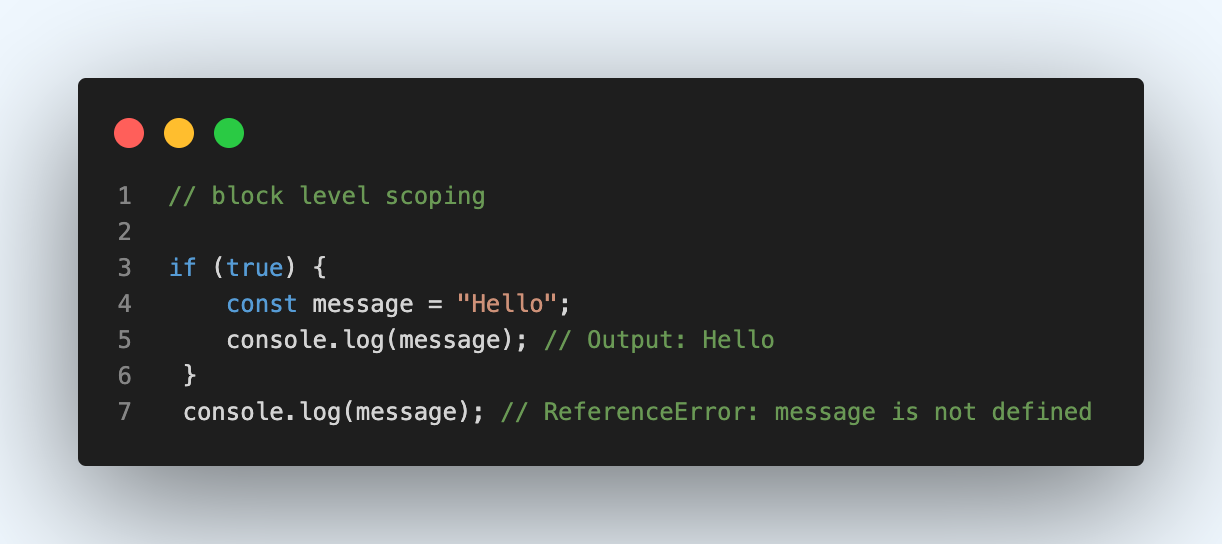 1 // block level scoping
2
3 if (true) {
4     const message = "Hello";
5     console.log(message); // Output: Hello
6  }
7  console.log(message); // ReferenceError: message is not defined